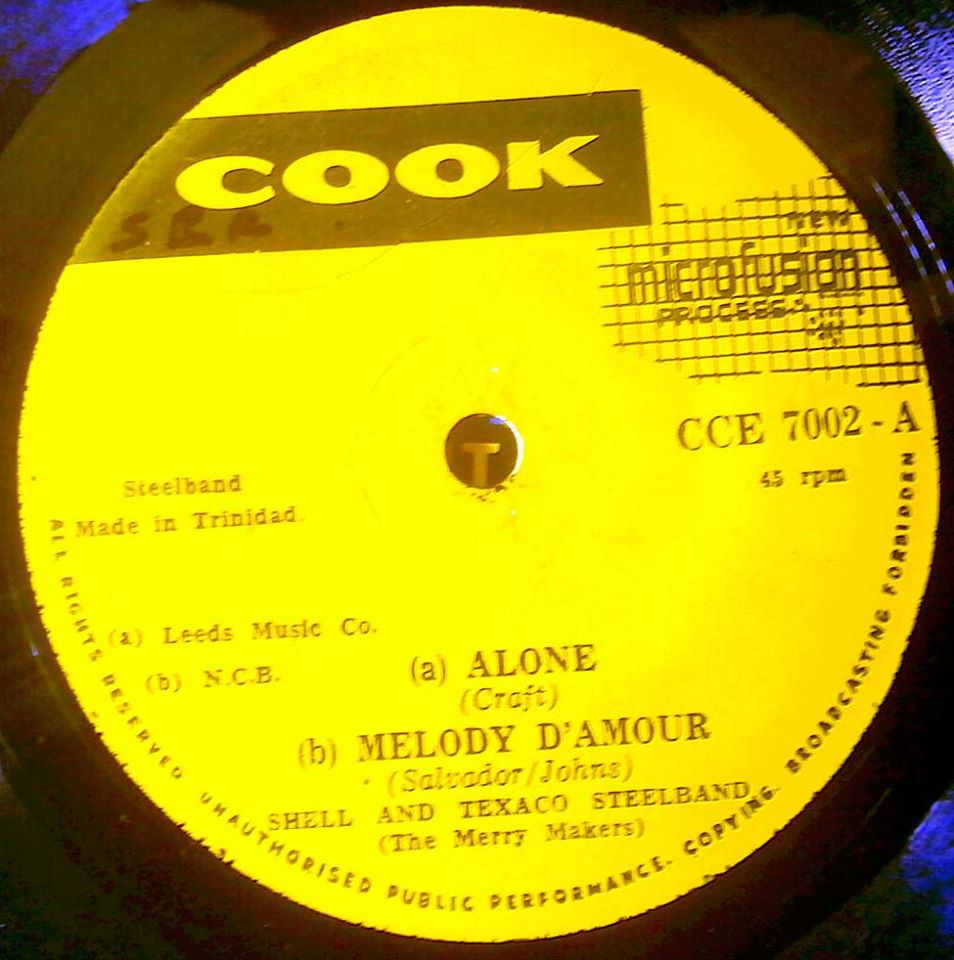 COOK
new
microfusion
PROCESS
CCE 7002 - A
45 rpm
T
Steelband
Made in Trinidad.
(a) Leeds Music Co.
(b) N.C.B.
(a) ALONE
(Craft)
(b) MELODY D'AMOUR
(Salvador/Johns)
SHELL AND TEXACO STEELBAND
(The Merry Makers)
ALL RIGHTS RESERVED UNAUTHORISED PUBLIC PERFORMANCE. COPYING. BROADCASTING FORBIDDEN